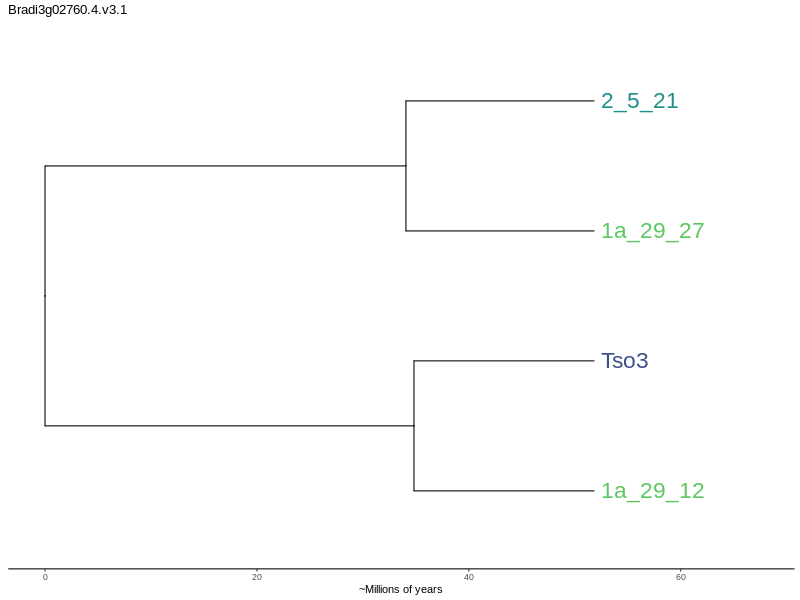 Bradi3g02760.4.v3.1
2_5_21
1a_29_27
Tso3
1a_29_12
0 20 40 60
~Millions of years